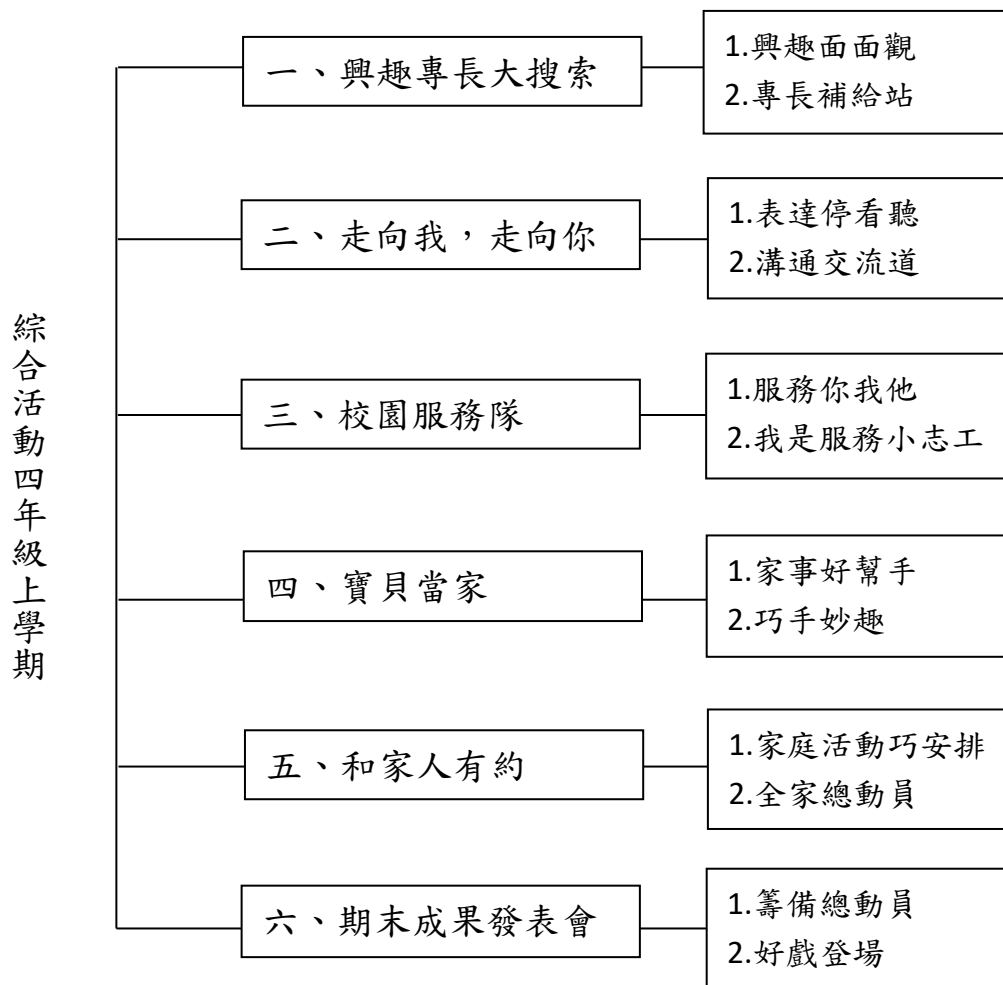 綜合活動四年級上學期
一、興趣專長大搜索
1.興趣面面觀
2.專長補給站
二、走向我，走向你
1.表達停看聽
2.溝通交流道
三、校園服務隊
1.服務你我他
2.我是服務小志工
四、寶貝當家
1.家事好幫手
2.巧手妙趣
五、和家人有約
1.家庭活動巧安排
2.全家總動員
六、期末成果發表會
1.籌備總動員
2.好戲登場